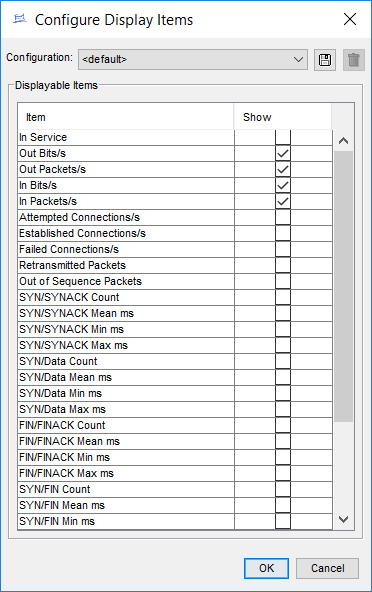 Configure Display Items
Configuration: <default>
Displayable Items
Item Show
In Service
Out Bits/s
Out Packets/s
In Bits/s
In Packets/s
Attempted Connections/s
Established Connections/s
Failed Connections/s
Retransmitted Packets
Out of Sequence Packets
SYN/SYNACK Count
SYN/SYNACK Mean ms
SYN/SYNACK Min ms
SYN/SYNACK Max ms
SYN/Data Count
SYN/Data Mean ms
SYN/Data Min ms
SYN/Data Max ms
FIN/FINACK Count
FIN/FINACK Mean ms
FIN/FINACK Min ms
FIN/FINACK Max ms
SYN/FIN Count
SYN/FIN Mean ms
SYN/FIN Min ms
OK Cancel